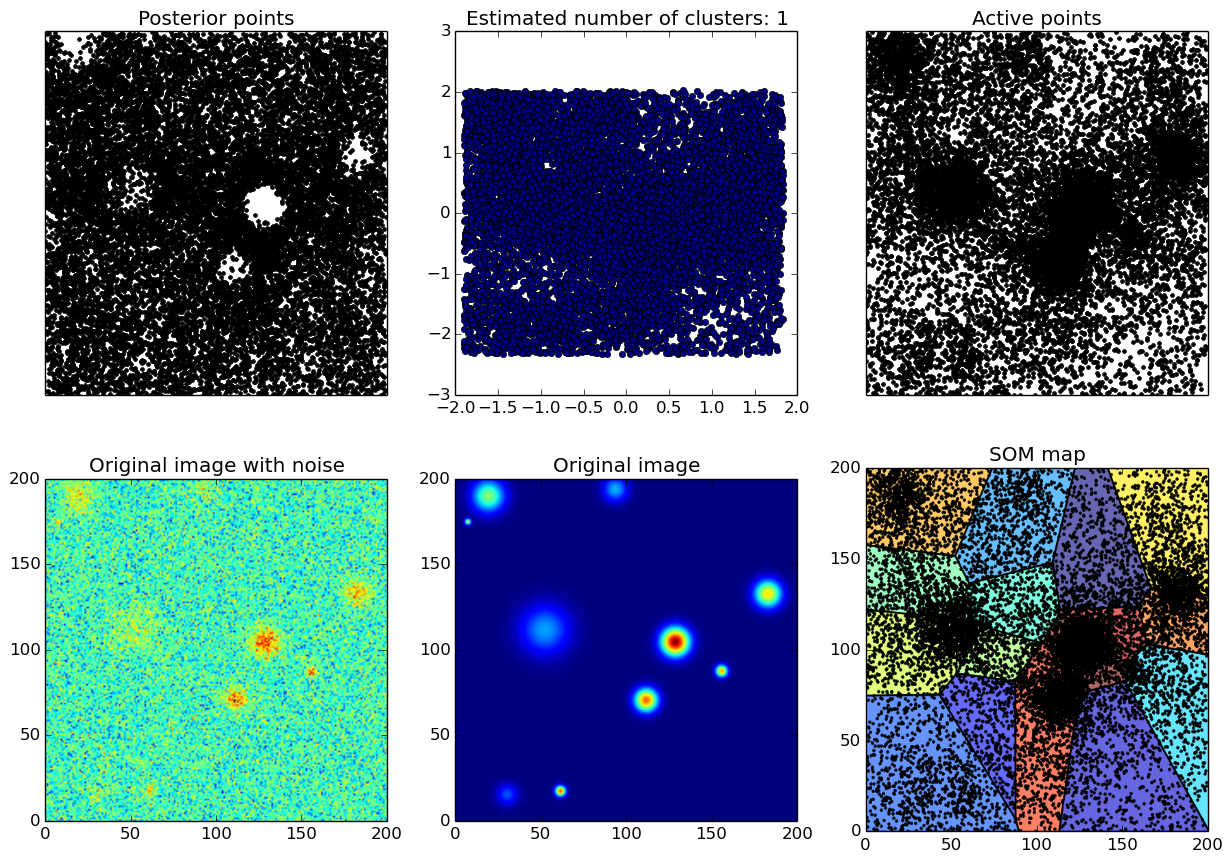 Posterior points
Estimated number of clusters: 1
Active points
3
2
1
0
−1
−2
−3
−2.0 −1.5 −1.0 −0.5 0.0 0.5 1.0 1.5 2.0
Original image with noise
Original image
SOM map
200
150
100
50
0
0 50 100 150 200
200
150
100
50
0
0 50 100 150 200
200
150
100
50
0
0 50 100 150 200